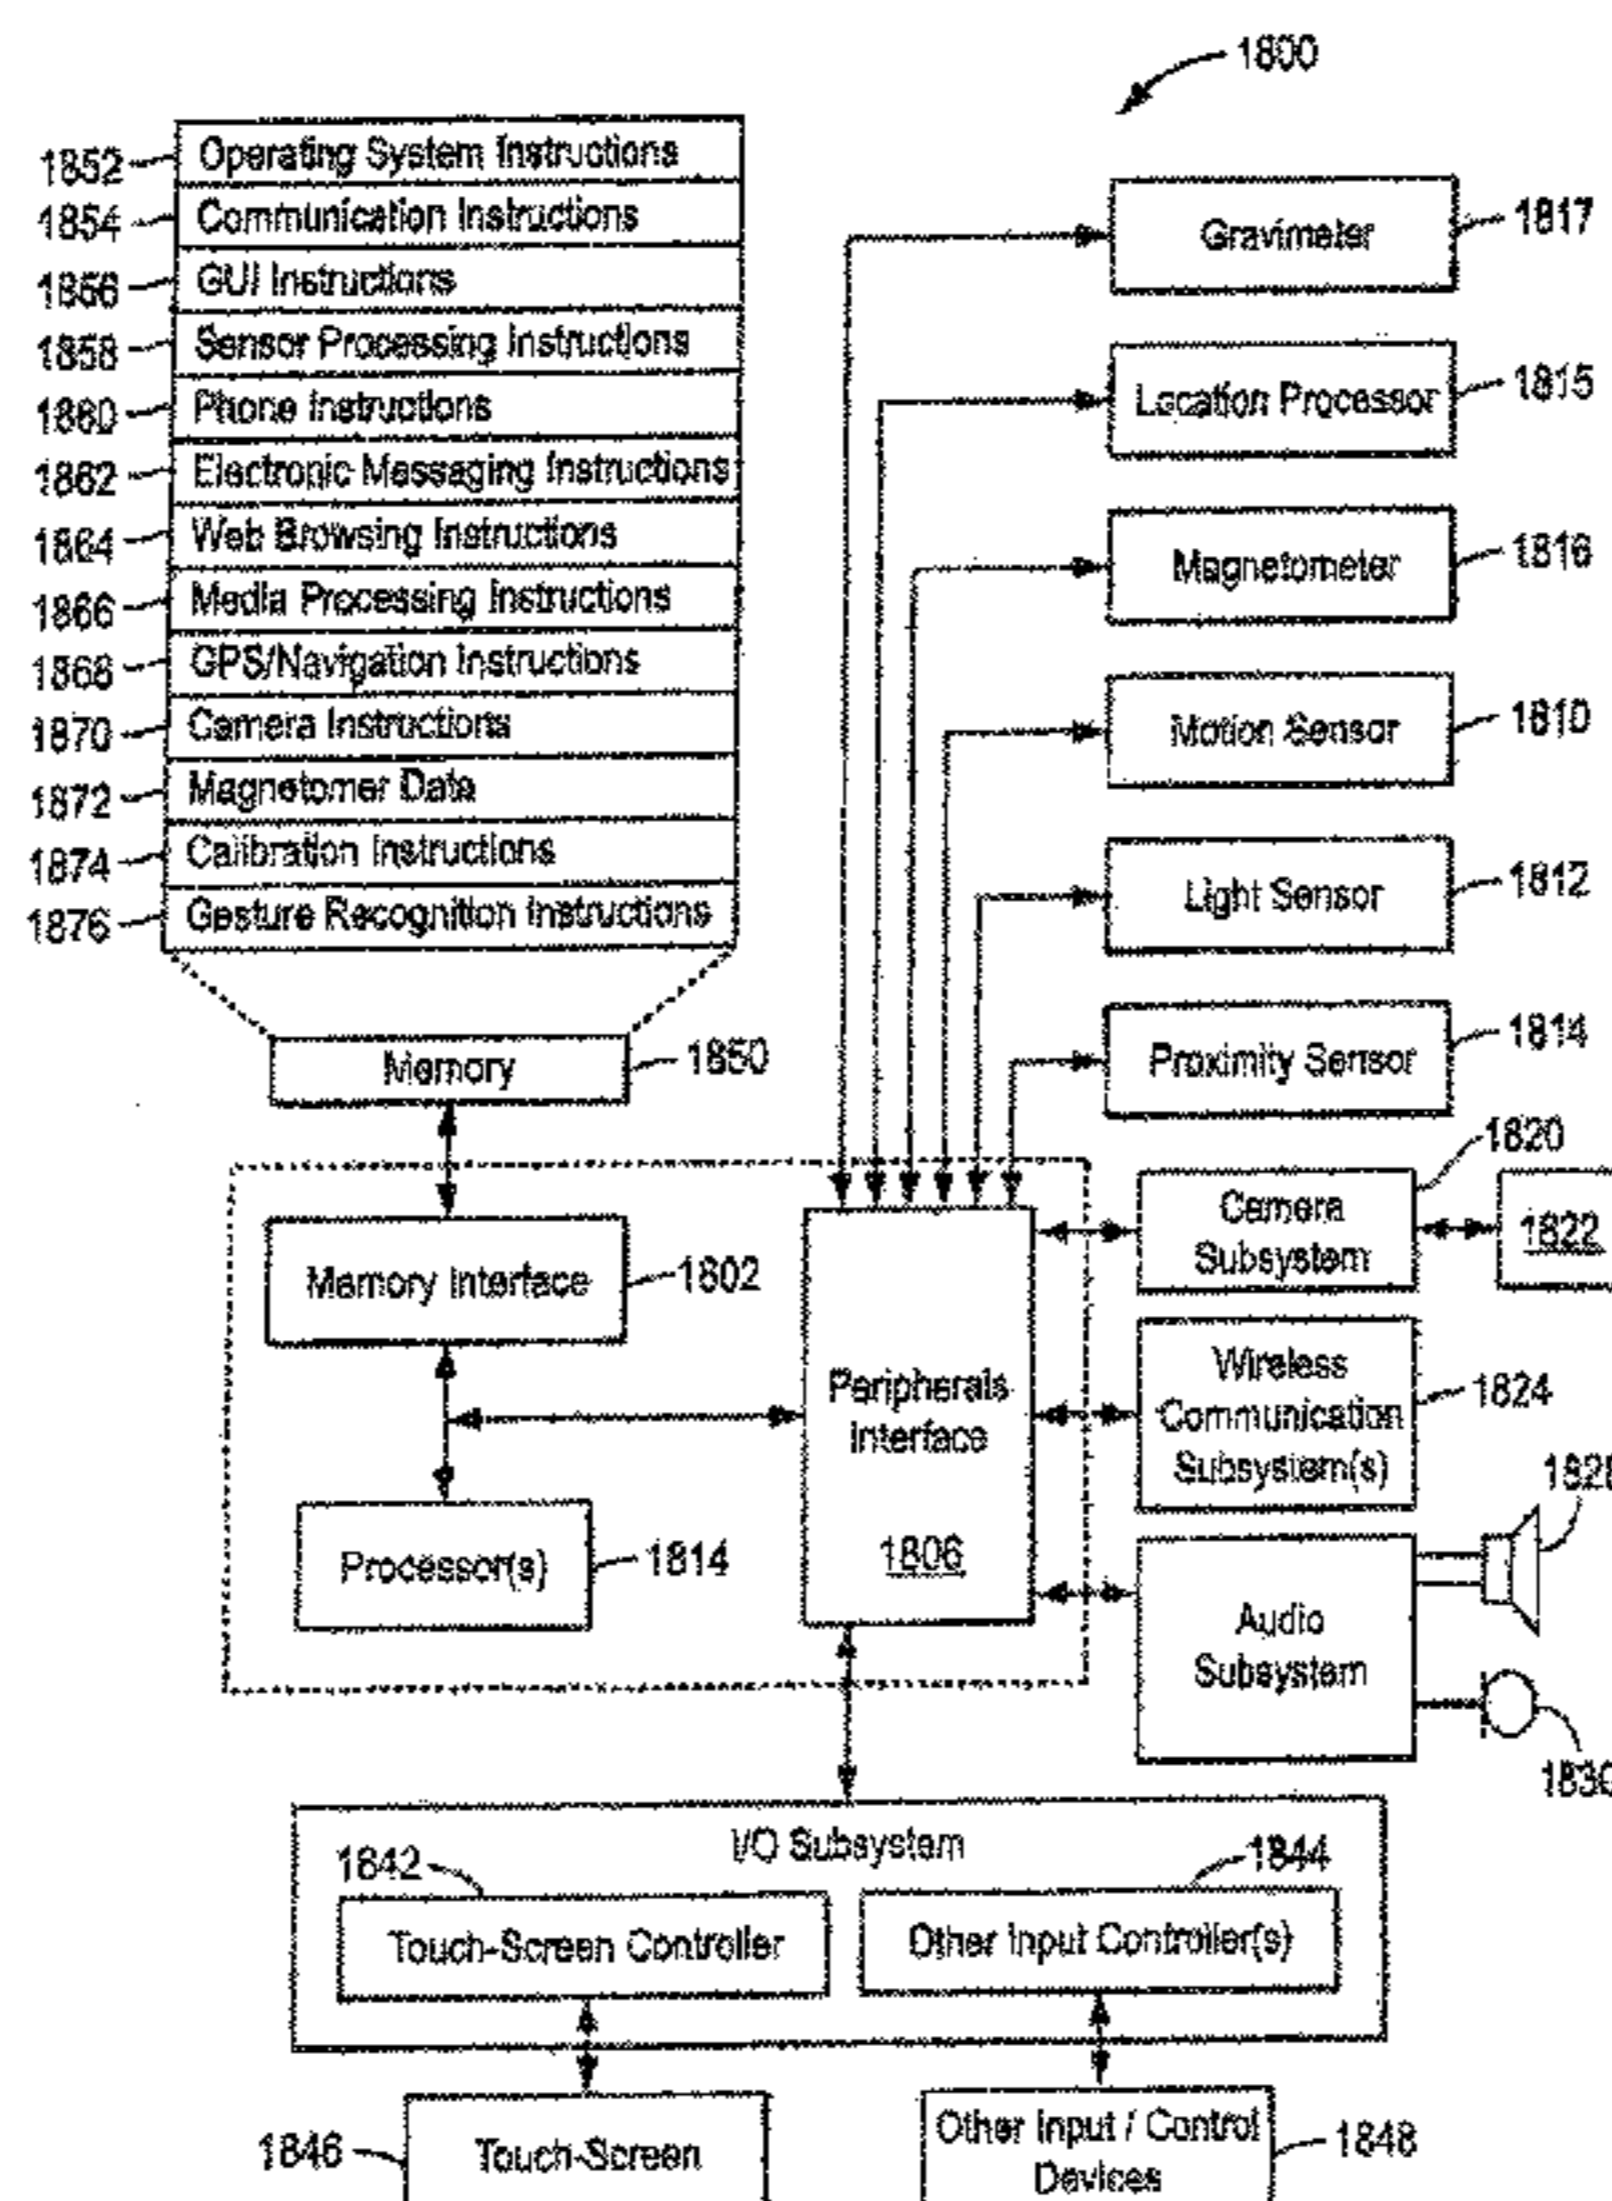 1800
1852 Operating System Instructions
1854 Communication Instructions
1856 GUI Instructions
1858 Sensor Processing Instructions
1860 Phone Instructions
1862 Electronic Messaging Instructions
1864 Web Browsing Instructions
1866 Media Processing Instructions
1868 GPS/Navigation Instructions
1870 Camera Instructions
1872 Magnetomer Data
1874 Calibration Instructions
1876 Gesture Recognition Instructions
Memory 1850
Gravimeter 1817
Location Processor 1815
Magnetometer 1816
Motion Sensor 1810
Light Sensor 1812
Proximity Sensor 1814
Memory Interface 1802
Processor(s) 1814
Peripherals
Interface
1806
1820
Camera
Subsystem
1822
Wireless
Communication
Subsystem(s)
1824
Audio
Subsystem
I/O Subsystem
1842
Touch-Screen Controller
1844
Other Input Controller(s)
1846 Touch-Screen
Other Input / Control
Devices
1848